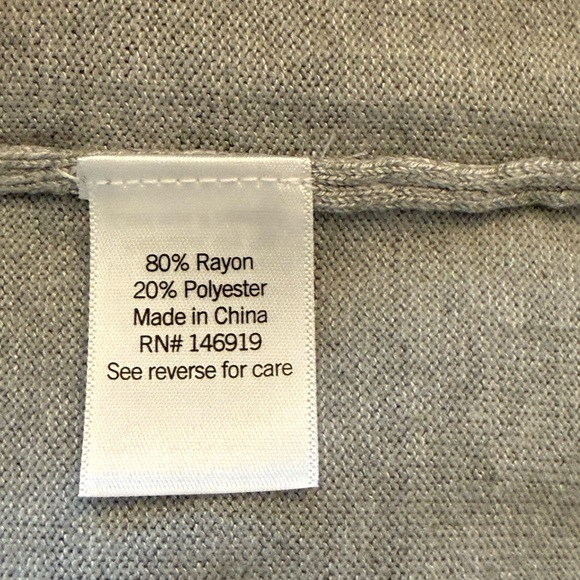 80% Rayon
20% Polyester
Made in China
RN# 146919
See reverse for care